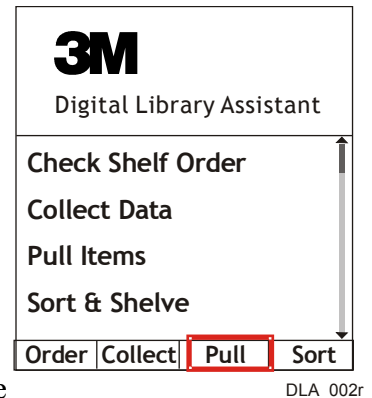 3M
Digital Library Assistant
Check Shelf Order
Collect Data
Pull Items
Sort & Shelve
Order Collect Pull Sort
e
DLA 002r